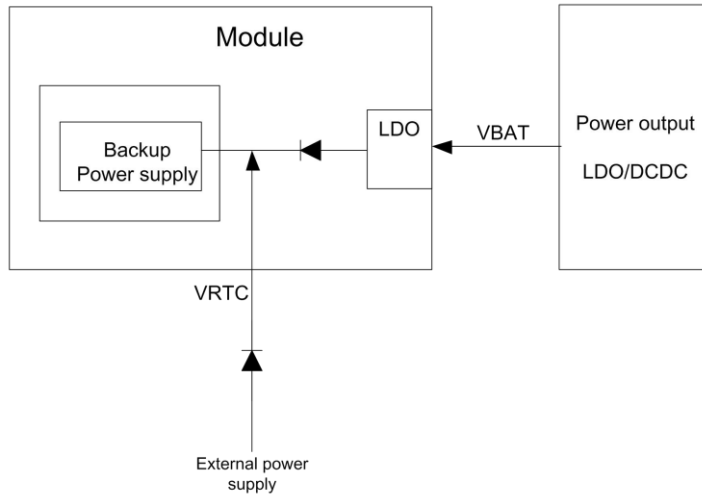 Module
Backup
Power supply
LDO
VBAT
Power output
LDO/DCDC
VRTC
External power
supply